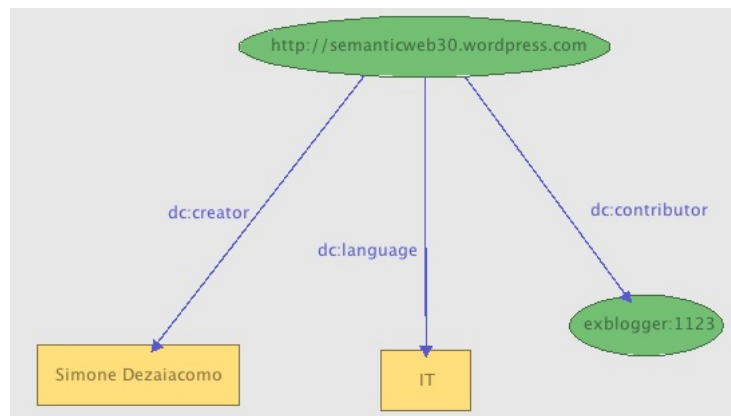 http://semanticweb30.wordpress.com
dc:creator
dc:contributor
dc:language
exblogger:1123
Simone Dezaiacomo
IT